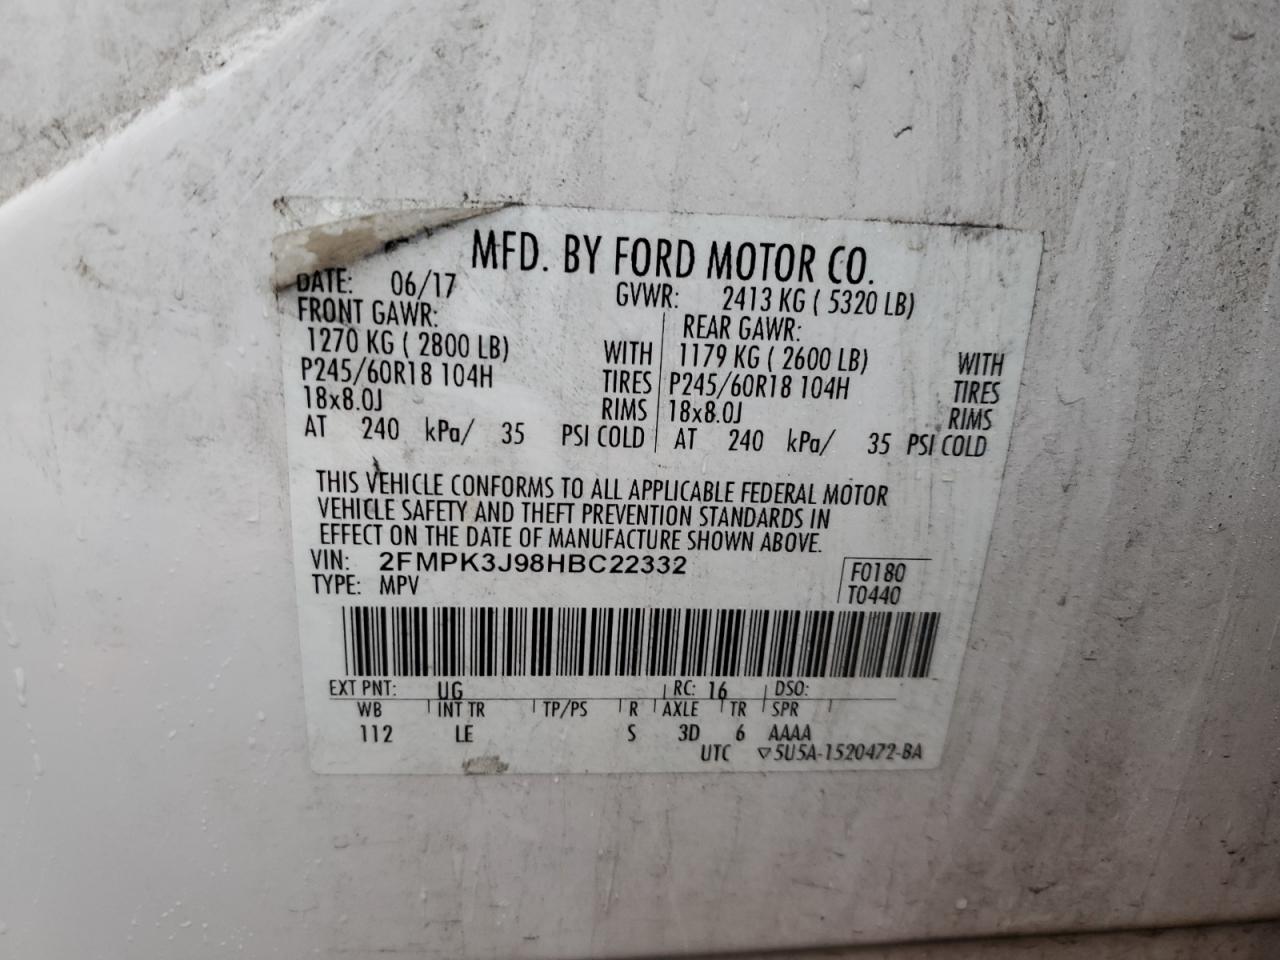 MFD. BY FORD MOTOR CO.
DATE: 06/17 GVWR: 2413 KG ( 5320 LB)
FRONT GAWR: REAR GAWR:
1270 KG ( 2800 LB) WITH 1179 KG ( 2600 LB) WITH
P245/60R18 104H TIRES P245/60R18 104H TIRES
18x8.0J RIMS 18x8.0J RIMS
AT 240 kPa/ 35 PSI COLD AT 240 kPa/ 35 PSI COLD
THIS VEHICLE CONFORMS TO ALL APPLICABLE FEDERAL MOTOR
VEHICLE SAFETY AND THEFT PREVENTION STANDARDS IN
EFFECT ON THE DATE OF MANUFACTURE SHOWN ABOVE.
VIN: 2FMPK3J98HBC22332 F0180
TYPE: MPV T0440
EXT PNT: UG RC: 16 DSO:
WB INT TR TP/PS R AXLE TR SPR
112 LE S 3D 6 AAAA
UTC ▽5U5A-1520472-BA